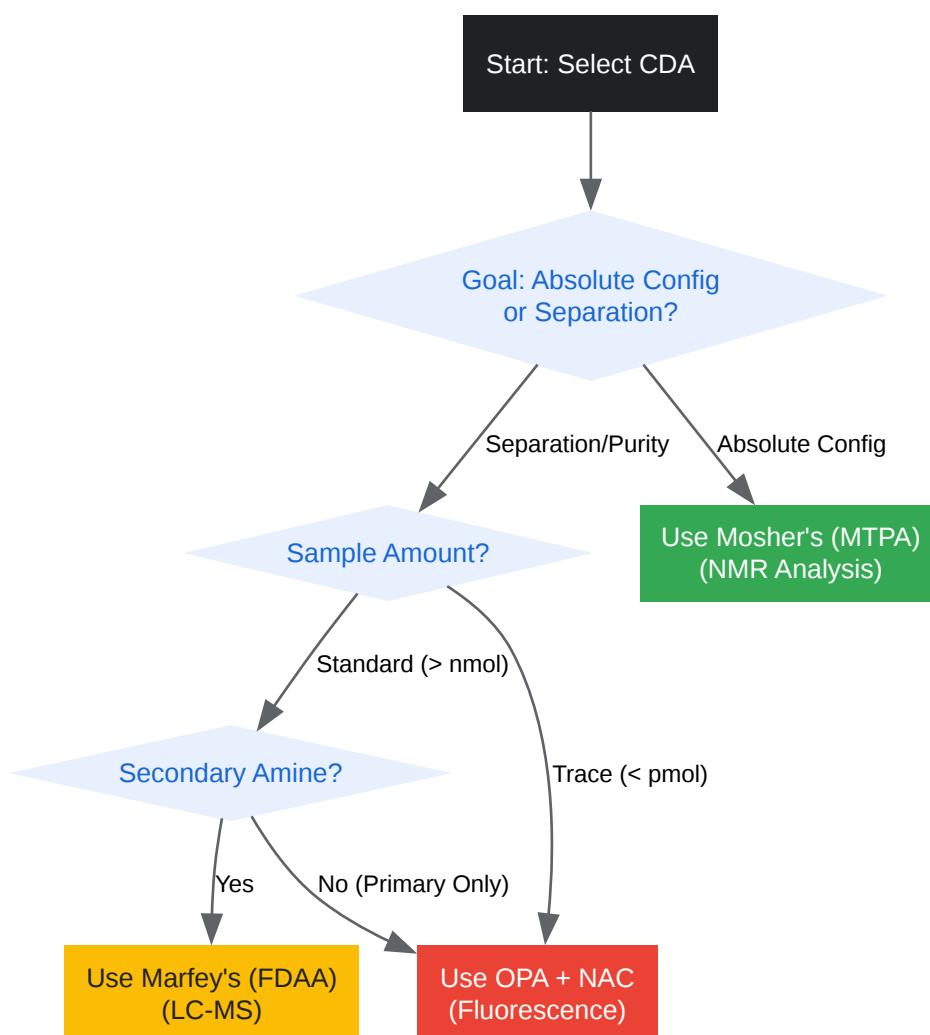 Start: Select CDA
Goal: Absolute Config
or Separation?
Separation/Purity
Absolute Config
Sample Amount?
Use Mosher's (MTPA)
(NMR Analysis)
Standard (> nmol)
Secondary Amine?
Trace (< pmol)
Yes
No (Primary Only)
Use Marfey's (FDAA)
(LC-MS)
Use OPA + NAC
(Fluorescence)